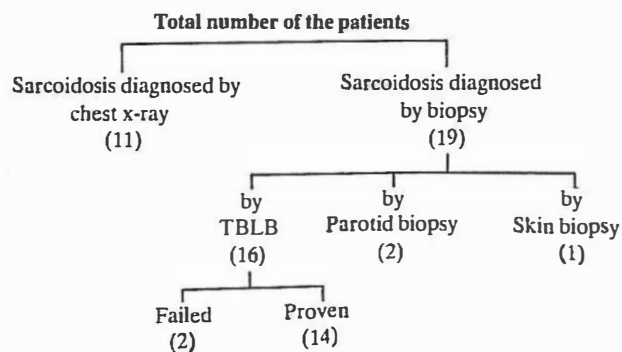 Total number of the patients
Sarcoidosis diagnosed by
chest x-ray
(11)
Sarcoidosis diagnosed
by biopsy
(19)
by
TBLB
(16)
by
Parotid biopsy
(2)
by
Skin biopsy
(1)
Failed
(2)
Proven
(14)